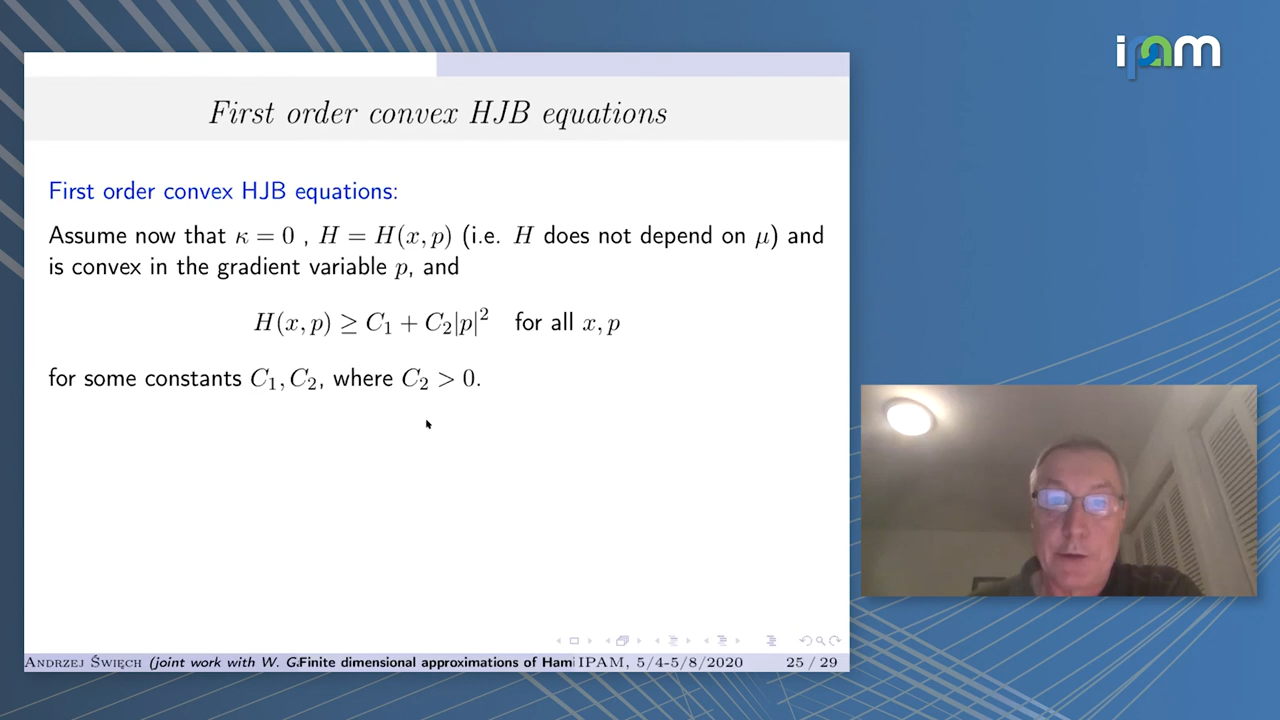 ipam
First order convex HJB equations
First order convex HJB equations:
Assume now that κ = 0 , H = H(x, p) (i.e. H does not depend on μ) and
is convex in the gradient variable p, and
H(x, p) ≥ C₁ + C₂|p|² for all x, p
for some constants C₁, C₂, where C₂ > 0.
ANDRZEJ ŚWIĘCH (joint work with W. G.Finite dimensional approximations of Ham IPAM, 5/4-5/8/2020 25 / 29